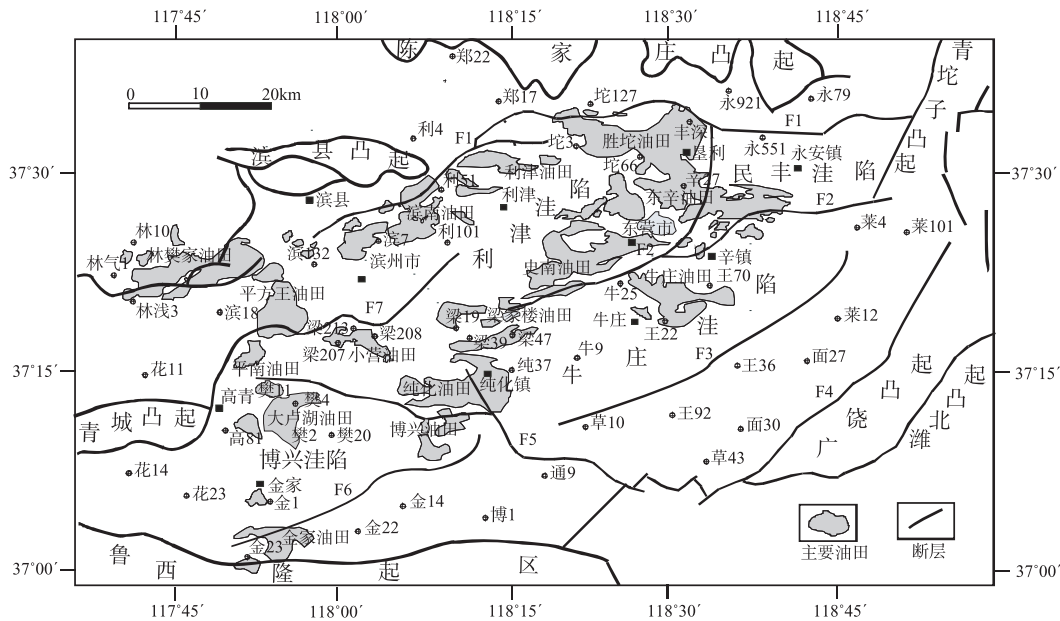 117°45′
118°00′
118°15′
118°30′
118°45′
陈家庄凸起
青坨子凸起
郑22
永921
永79
0
10
20km
郑17
坨127
F1
利4
F1
坨3
胜坨油田
丰深1
永551
滨县凸起
垦利
永安镇
37°30′
利津油田
坨66
民丰洼陷
37°30′
利51
辛27
滨县
利津
东辛油田
F2
滨南油田
利津洼陷
莱4
莱101
林10
东营市
滨7
利101
林樊家油田
F2
辛镇
林气1
滨132
滨州市
史南油田
牛庄油田
王70
平方王油田
牛25
林浅3
滨18
F7
梁19
梁家楼油田
牛庄
莱12
梁213
梁208
王22
梁39
梁47
梁207
小营油田
牛9
F3
牛庄洼陷
面27
37°15′
花11
平南油田
纯37
王36
37°15′
纯化油田
纯化镇
F4
樊11
樊4
高青
青城凸起
大卢湖油田
王92
广饶凸起
潍北凸起
高81
樊2
樊20
博兴油田
草10
面30
F5
博兴洼陷
草43
花14
通9
金家
F6
花23
金1
金14
博1
金22
金家油田
金23
主要油田
断层
鲁西隆起区
37°00′
37°00′
117°45′
118°00′
118°15′
118°30′
118°45′